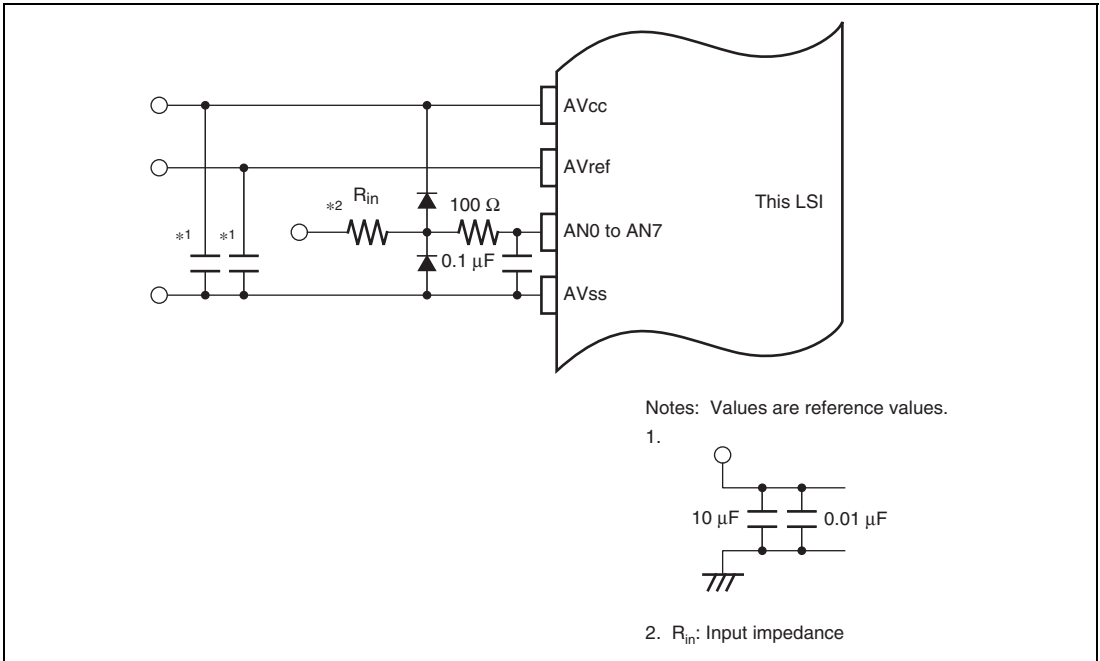 AVcc
AVref
*2 Rin
100 Ω
This LSI
*1 *1
AN0 to AN7
0.1 μF
AVss
Notes: Values are reference values.
1.
10 μF 0.01 μF
2. Rin: Input impedance